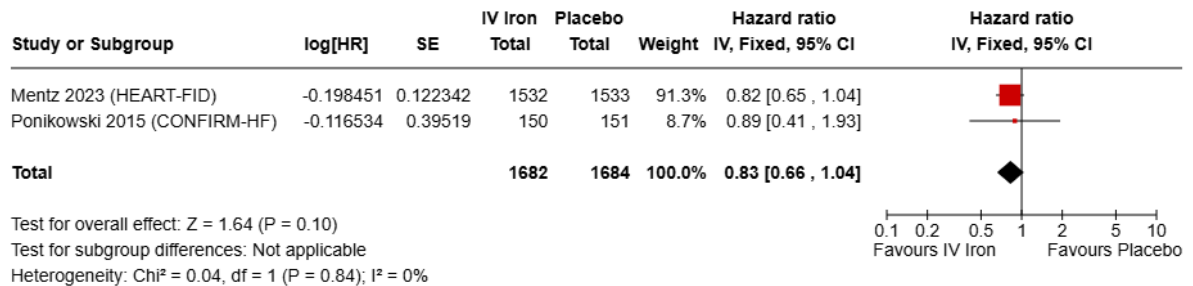 IV Iron Placebo Hazard ratio Hazard ratio
Study or Subgroup log[HR] SE Total Total Weight IV, Fixed, 95% CI IV, Fixed, 95% CI
Mentz 2023 (HEART-FID) -0.198451 0.122342 1532 1533 91.3% 0.82 [0.65 , 1.04]
Ponikowski 2015 (CONFIRM-HF) -0.116534 0.39519 150 151 8.7% 0.89 [0.41 , 1.93]
Total 1682 1684 100.0% 0.83 [0.66 , 1.04]
Test for overall effect: Z = 1.64 (P = 0.10)
Test for subgroup differences: Not applicable
Heterogeneity: Chi² = 0.04, df = 1 (P = 0.84); I² = 0%
0.1 0.2 0.5 1 2 5 10
Favours IV Iron Favours Placebo